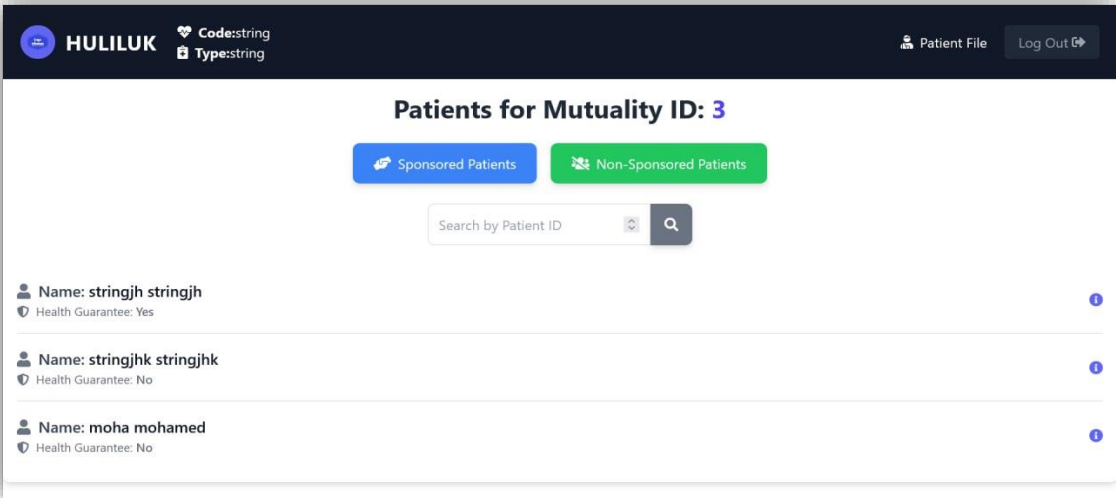 HULILUK
Code:string
Type:string
Patient File
Log Out
Patients for Mutuality ID: 3
Sponsored Patients
Non-Sponsored Patients
Search by Patient ID
Name: stringjh stringjh
Health Guarantee: Yes
Name: stringjhk stringjhk
Health Guarantee: No
Name: moha mohamed
Health Guarantee: No